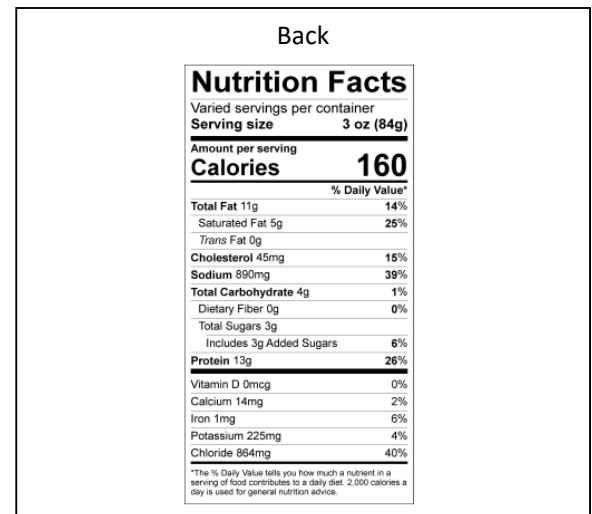 Back
Nutrition Facts
Varied servings per container
Serving size 3 oz (84g)
Amount per serving
Calories 160
% Daily Value*
Total Fat 11g 14%
Saturated Fat 5g 25%
Trans Fat 0g
Cholesterol 45mg 15%
Sodium 890mg 39%
Total Carbohydrate 4g 1%
Dietary Fiber 0g 0%
Total Sugars 3g
Includes 3g Added Sugars 6%
Protein 13g 26%
Vitamin D 0mcg 0%
Calcium 14mg 2%
Iron 1mg 6%
Potassium 225mg 4%
Chloride 864mg 40%
*The % Daily Value tells you how much a nutrient in a
serving of food contributes to a daily diet. 2,000 calories a
day is used for general nutrition advice.